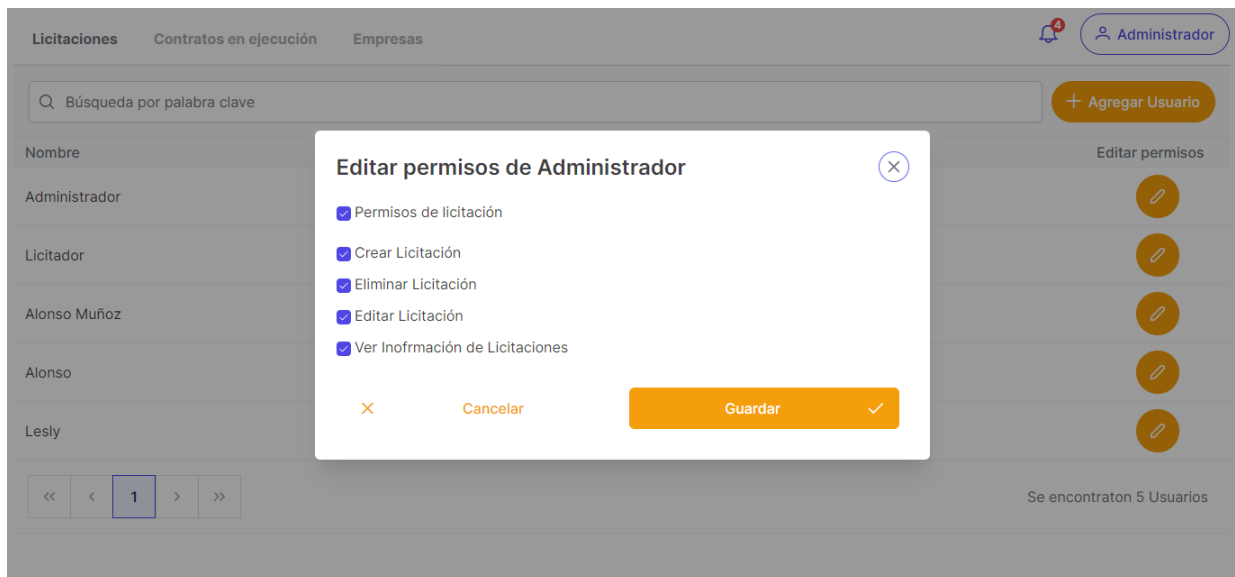 Licitaciones Contratos en ejecución Empresas 4 Administrador
Búsqueda por palabra clave + Agregar Usuario
Nombre Editar permisos
Editar permisos de Administrador
Administrador
Permisos de licitación
Licitador
Crear Licitación
Eliminar Licitación
Alonso Muñoz
Editar Licitación
Ver Inofrmación de Licitaciones
Alonso
Cancelar Guardar
Lesly
<< < 1 > >> Se encontraton 5 Usuarios